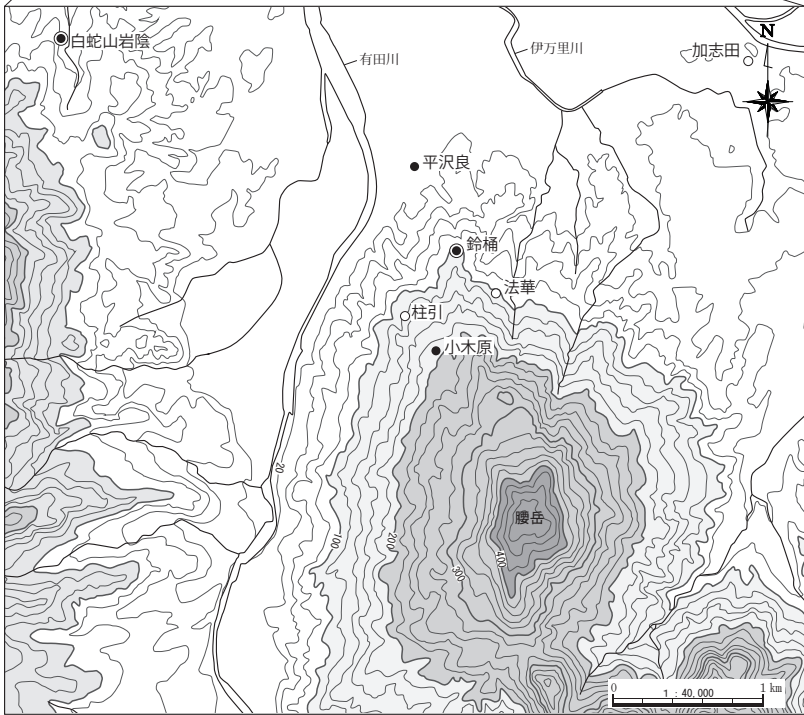 白蛇山岩陰
有田川
伊万里川
加志田
N
平沢良
鈴桶
法華
柱引
小木原
20
100
200
300
400
腰岳
0
1 : 40,000
1 km